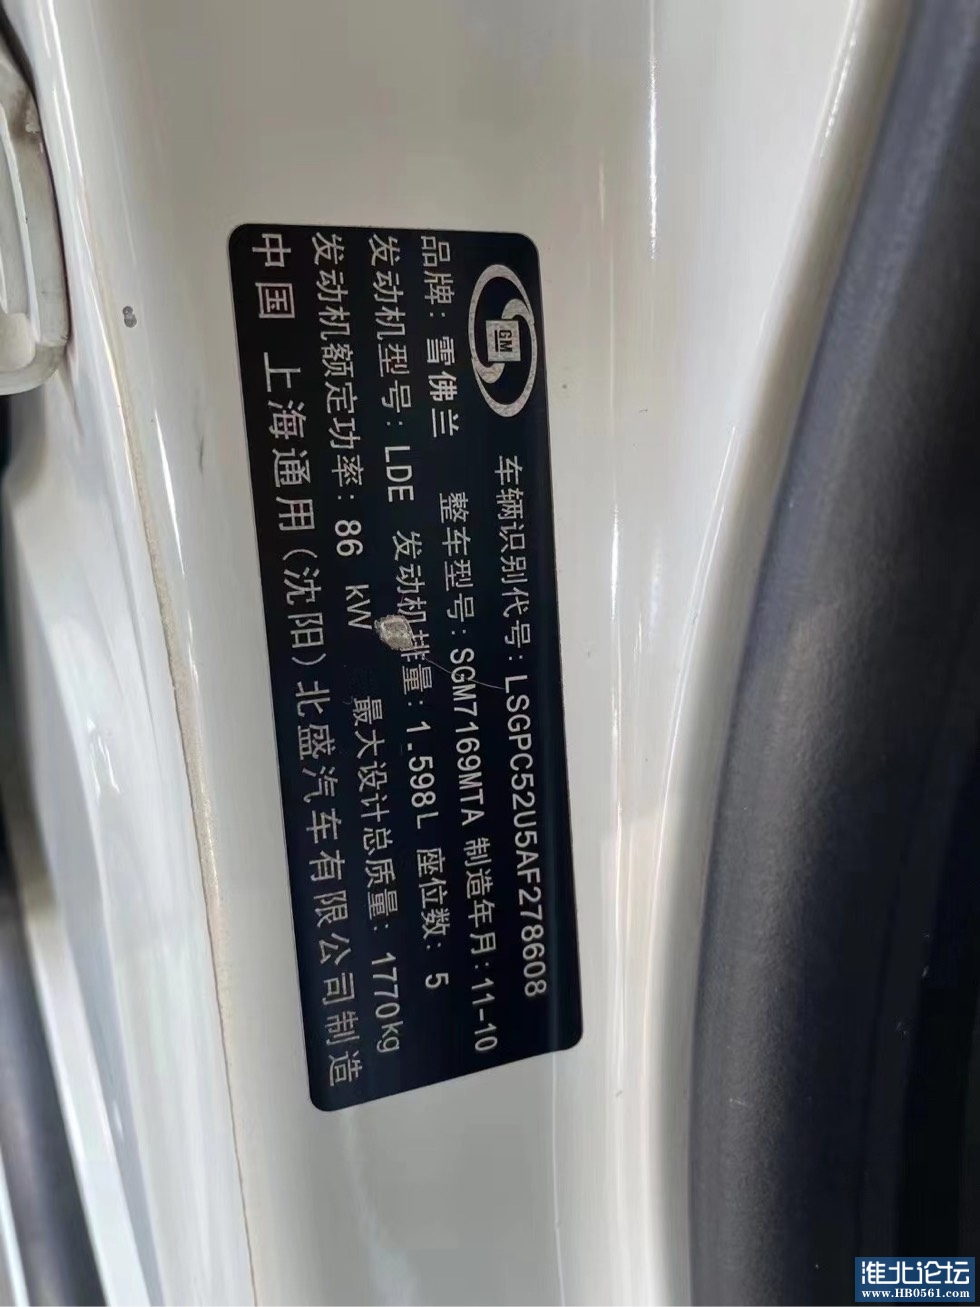 GM
车辆识别代号:LSGPC52U5AF278608
品牌: 雪佛兰 整车型号:SGM7169MTA 制造年月:11-10
发动机型号:LDE 发动机排量:1.598L 座位数: 5
发动机额定功率:86 kW 最大设计总质量: 1770kg
中国 上海通用(沈阳)北盛汽车有限公司制造
淮北论坛
www.HB0561.com